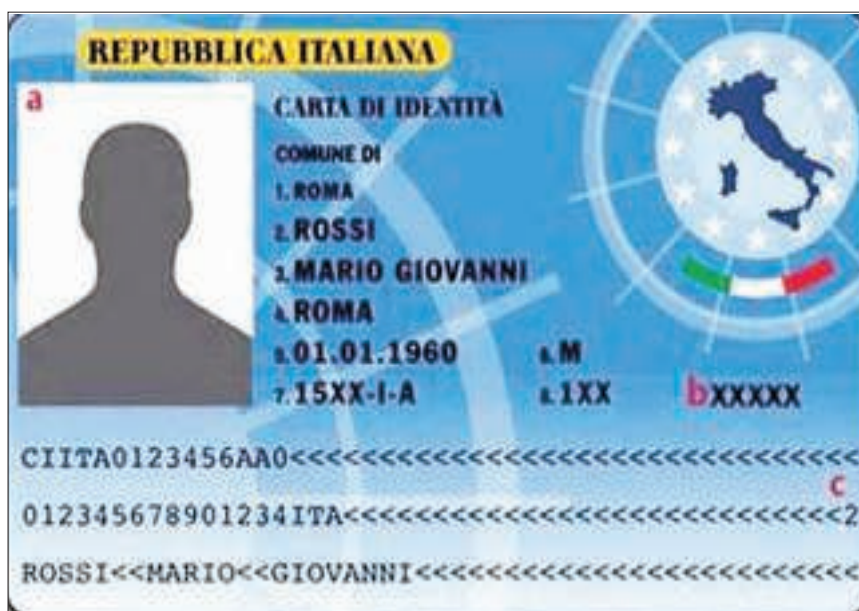 REPUBBLICA ITALIANA
a
CARTA DI IDENTITÀ
COMUNE DI
1. ROMA
2. ROSSI
3. MARIO GIOVANNI
4. ROMA
5. 01.01.1960 6. M
7. 15XX-I-A 8. 1XX bXXXXX
CIITA0123456AA0<<<<<<<<<<<<<<<<<<<<<<<<<<<<<<<<
c
012345678901234ITA<<<<<<<<<<<<<<<<<<<<<<<<<<<<2
ROSSI<<MARIO<<GIOVANNI<<<<<<<<<<<<<<<<<<<<<<<<<